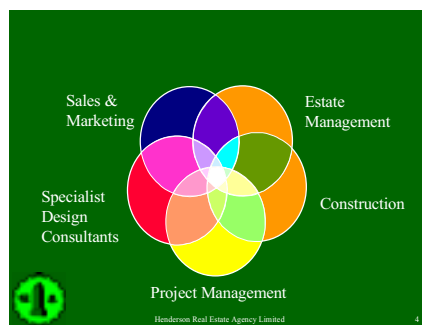 Sales &
Marketing
Estate
Management
Specialist
Design
Consultants
Construction
Project Management
Henderson Real Estate Agency Limited
4